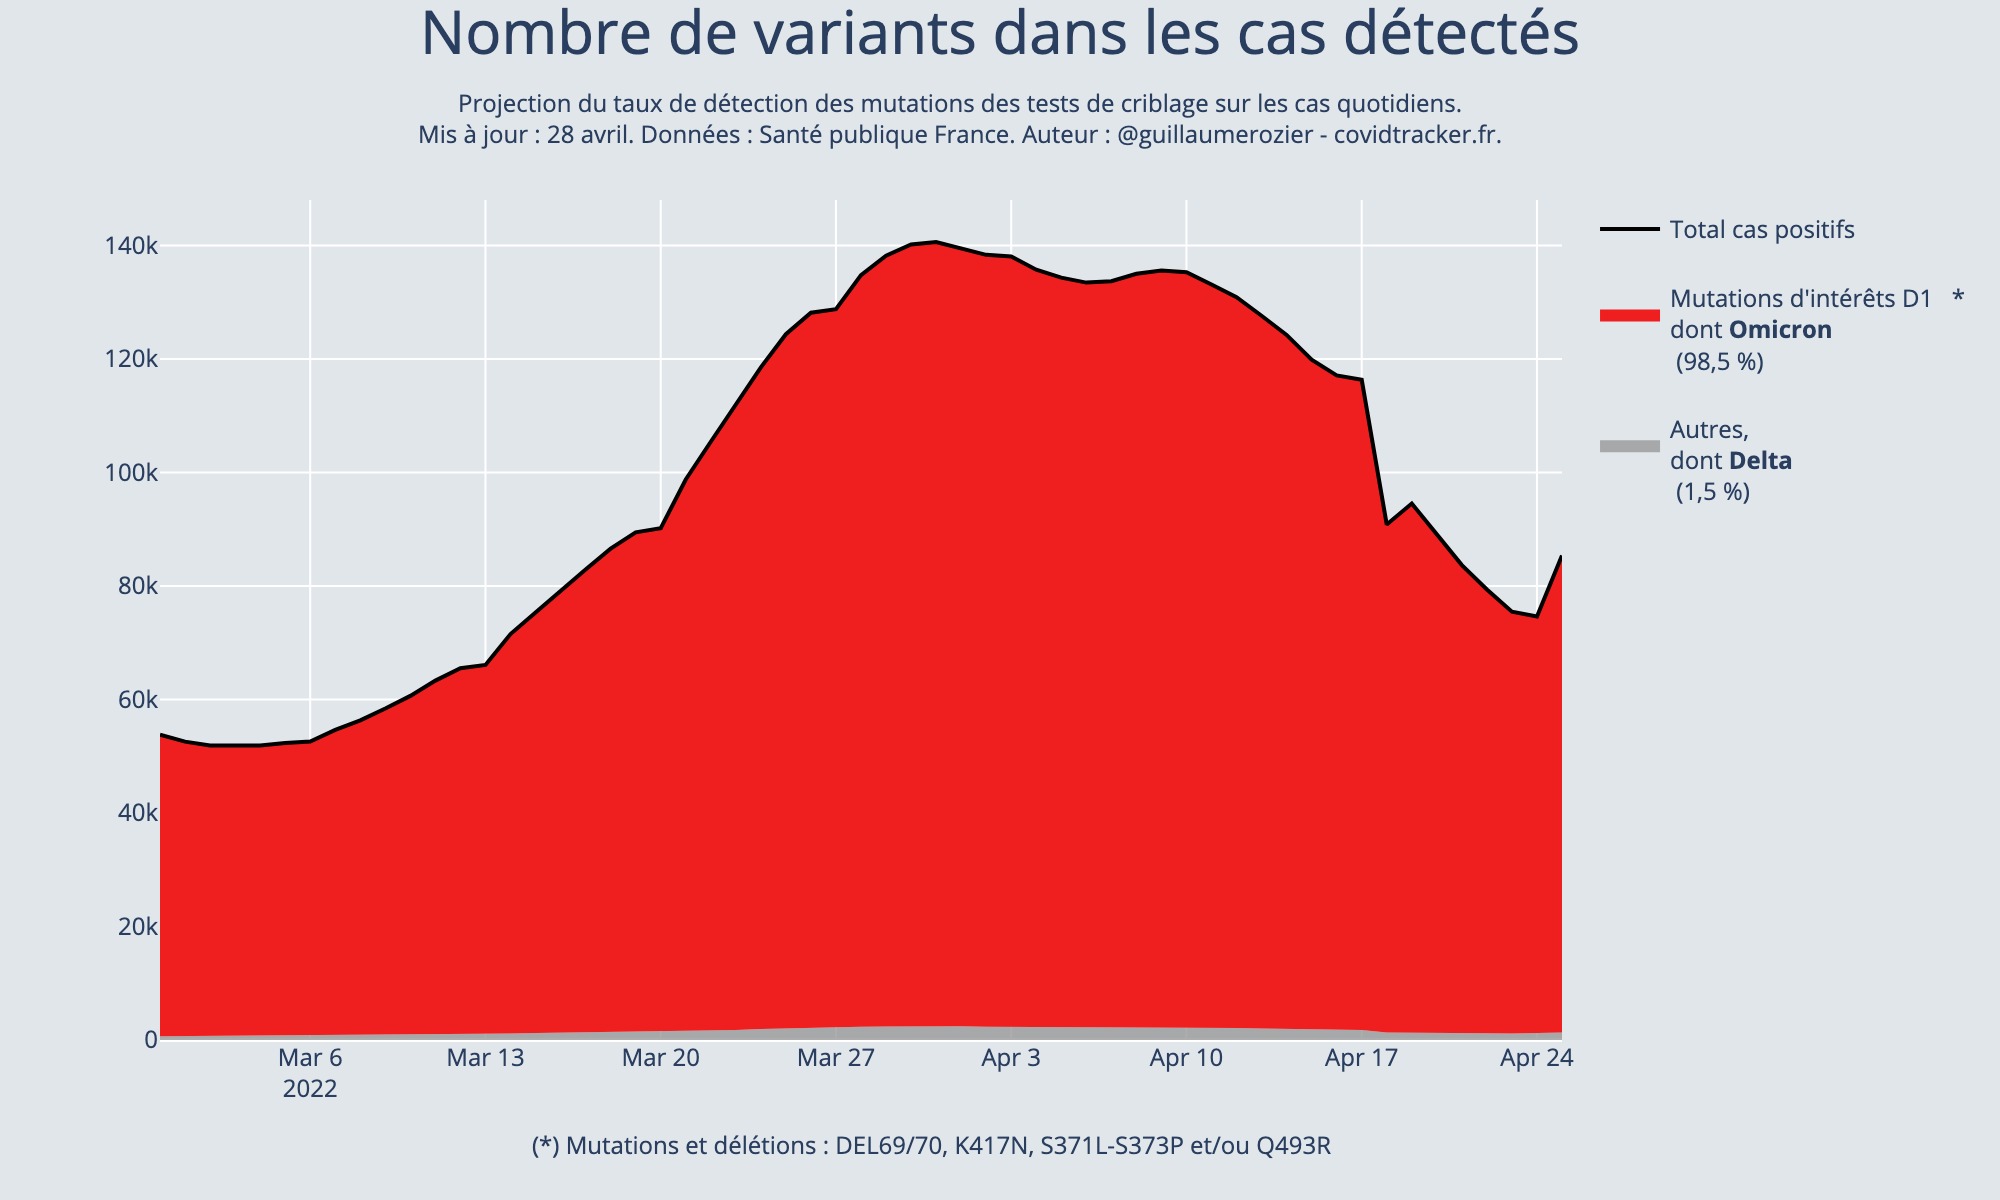 Nombre de variants dans les cas détectés
Projection du taux de détection des mutations des tests de criblage sur les cas quotidiens.
Mis à jour : 28 avril. Données : Santé publique France. Auteur : @guillaumerozier - covidtracker.fr.
140k
120k
100k
80k
60k
40k
20k
0
Mar 6
2022
Mar 13
Mar 20
Mar 27
Apr 3
Apr 10
Apr 17
Apr 24
Total cas positifs
Mutations d'intérêts D1 *
dont Omicron
(98,5 %)
Autres,
dont Delta
(1,5 %)
(*) Mutations et délétions : DEL69/70, K417N, S371L-S373P et/ou Q493R